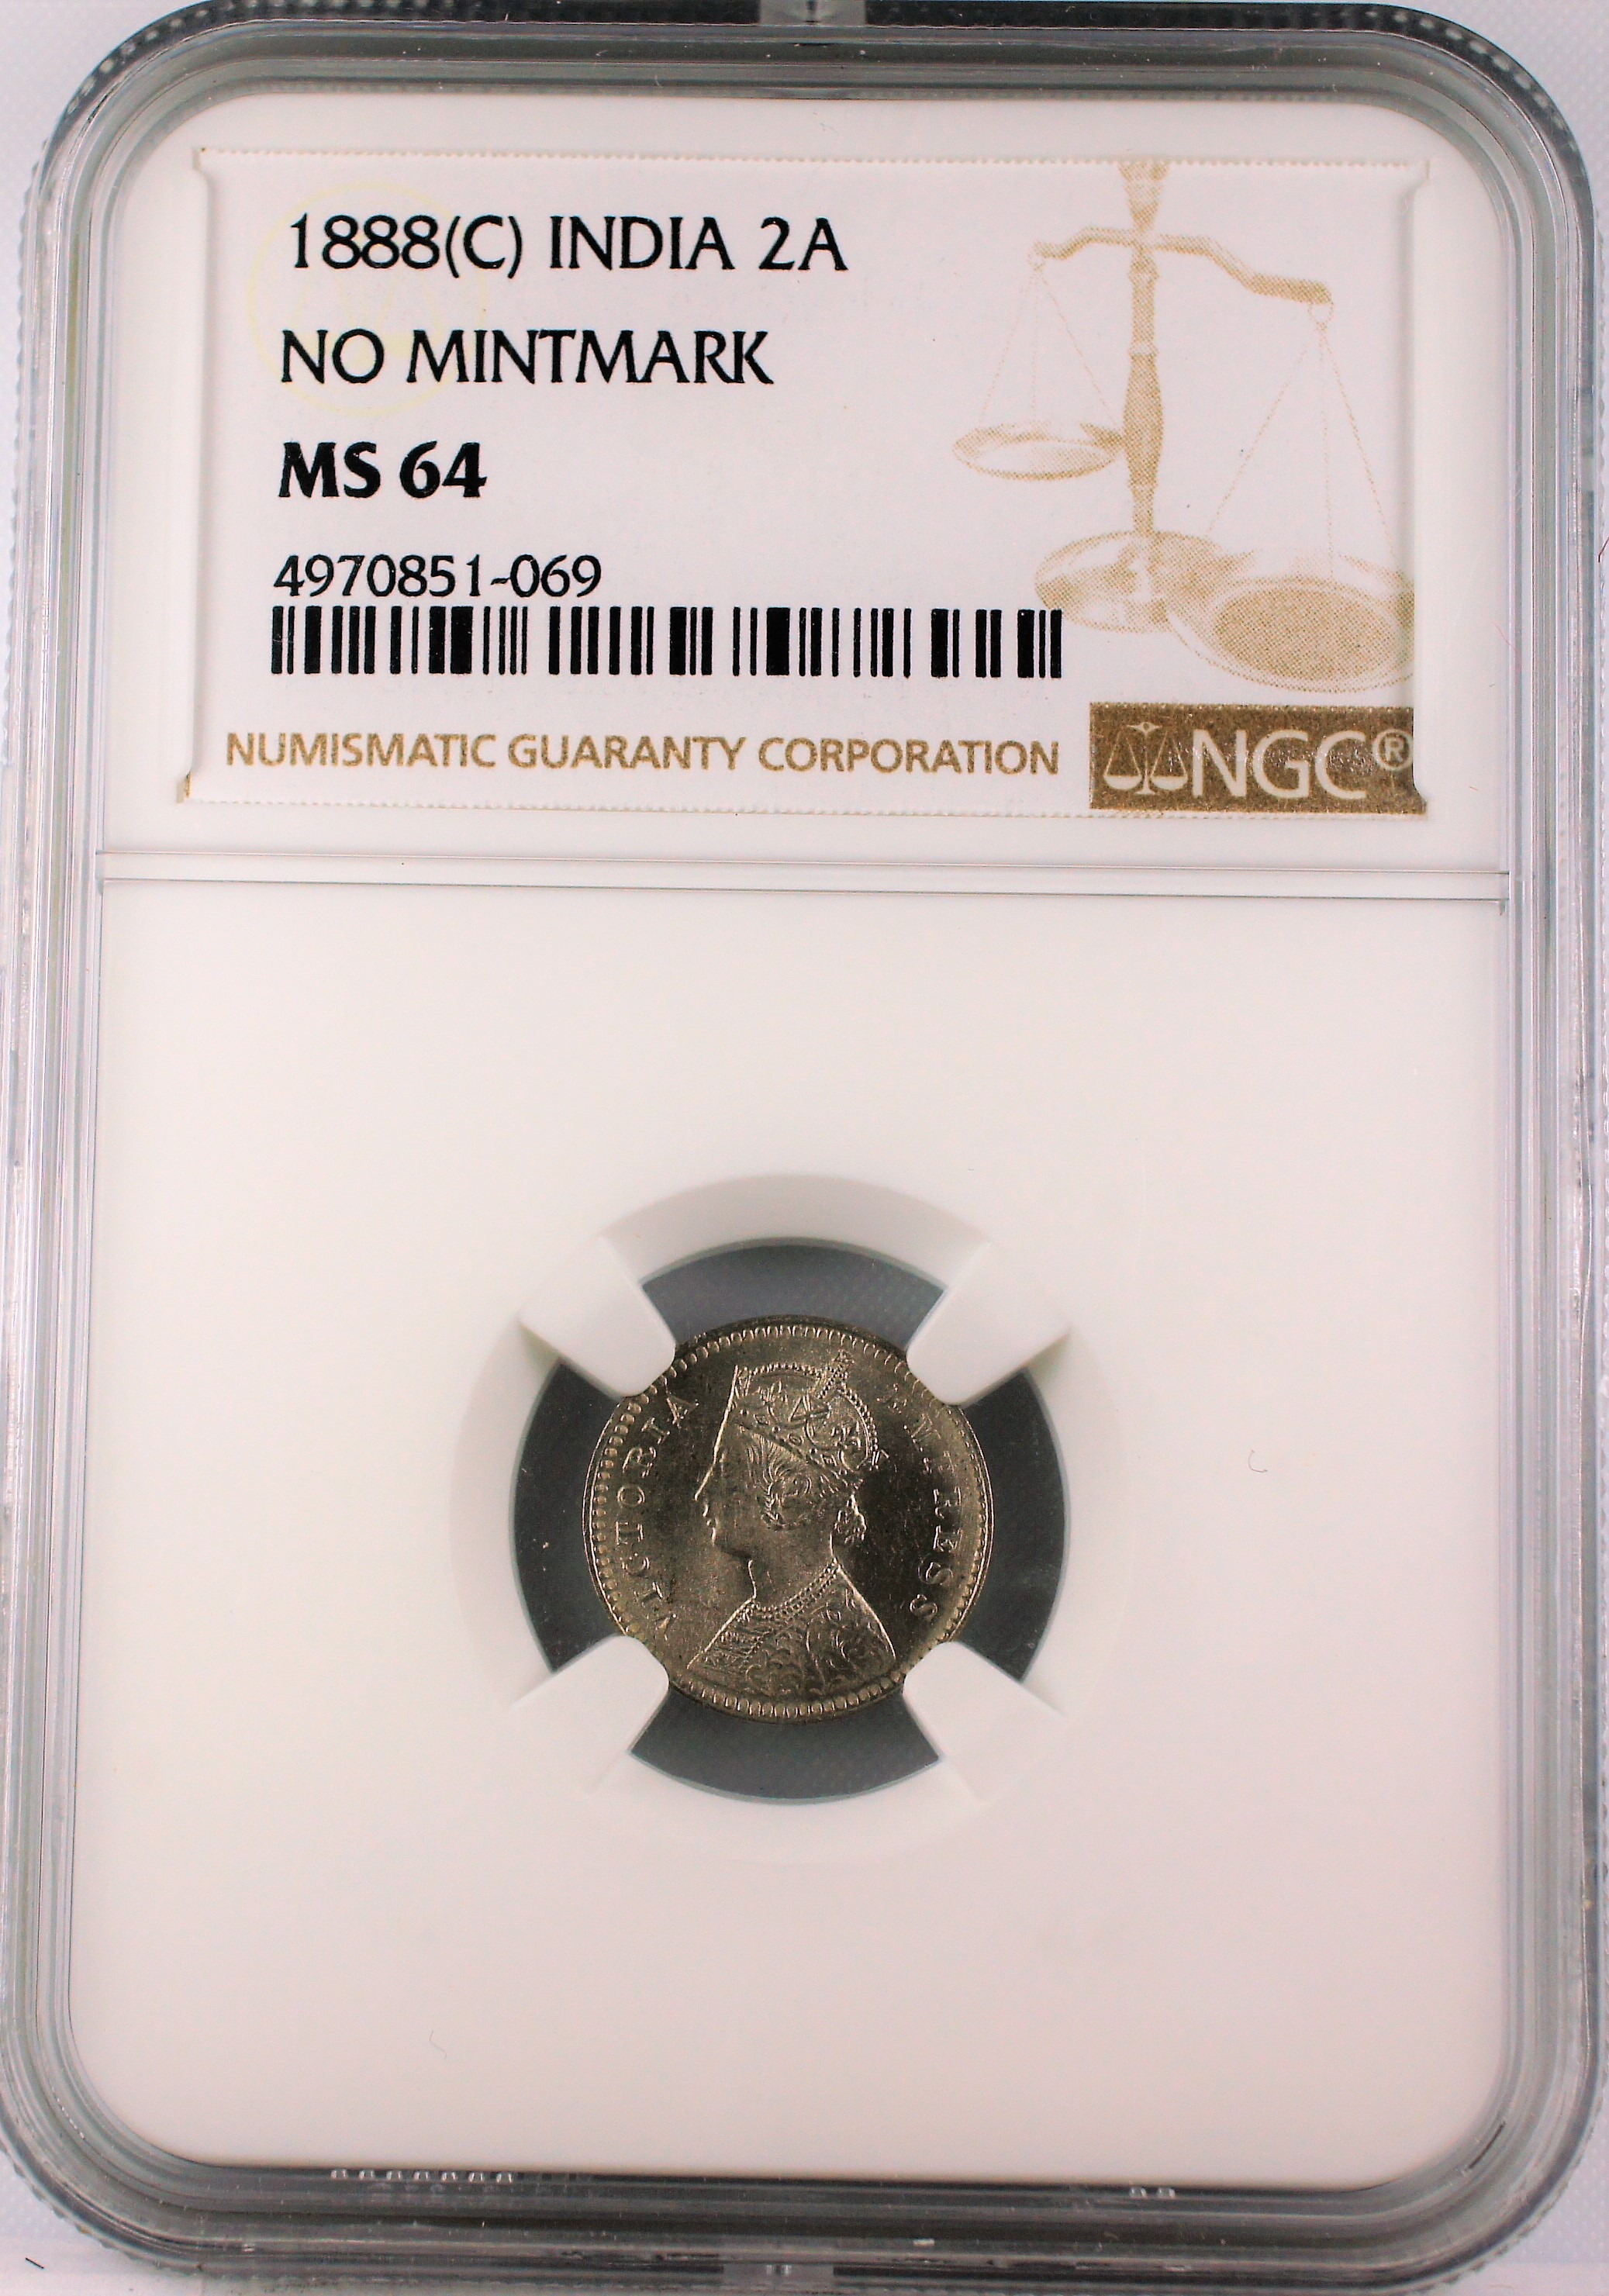 1888(C) INDIA 2A
NO MINTMARK
MS 64
4970851-069
NUMISMATIC GUARANTY CORPORATION
NGC®
VICTORIA EMPRESS